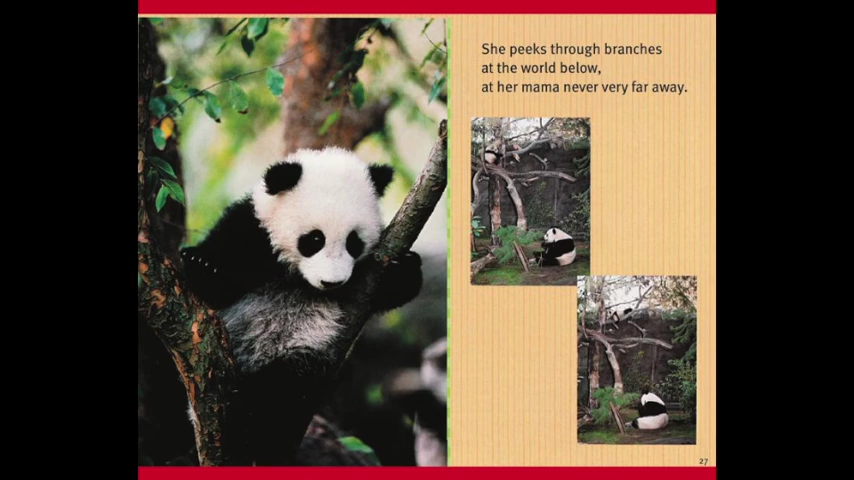 She peeks through branches
at the world below,
at her mama never very far away.
27